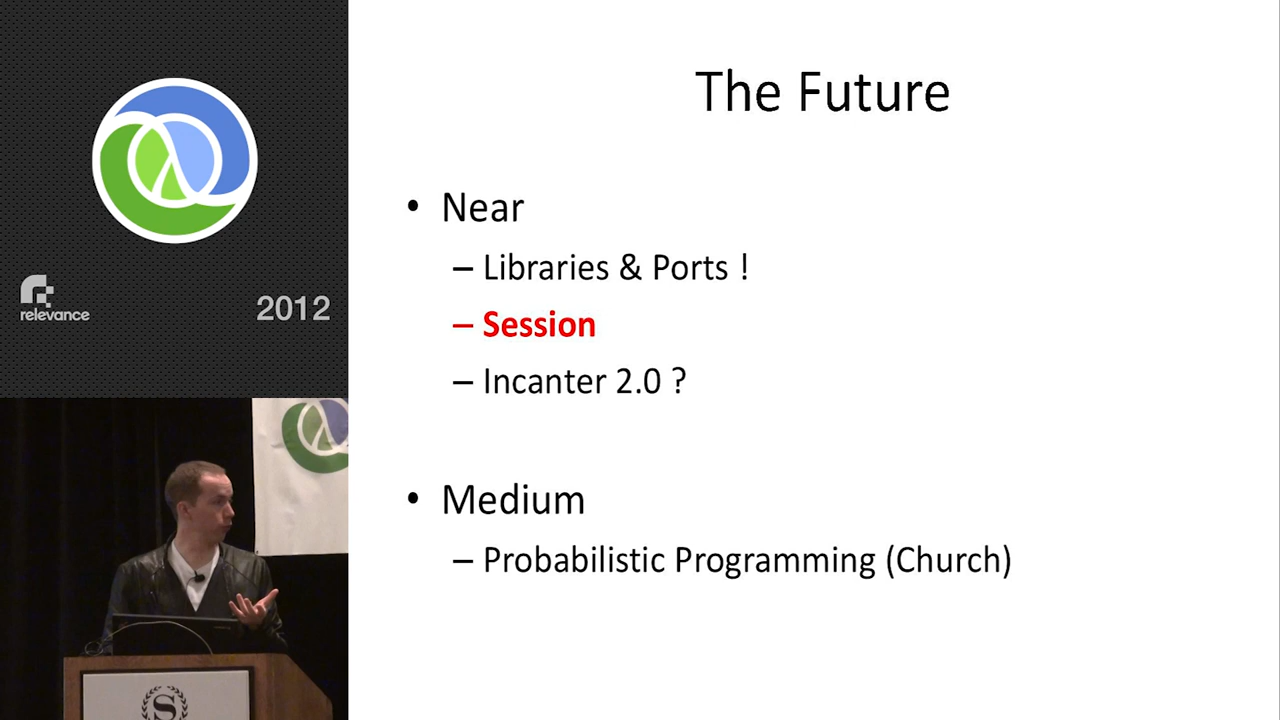 relevance
2012
The Future
• Near
– Libraries & Ports !
– Session
– Incanter 2.0 ?
• Medium
– Probabilistic Programming (Church)
S